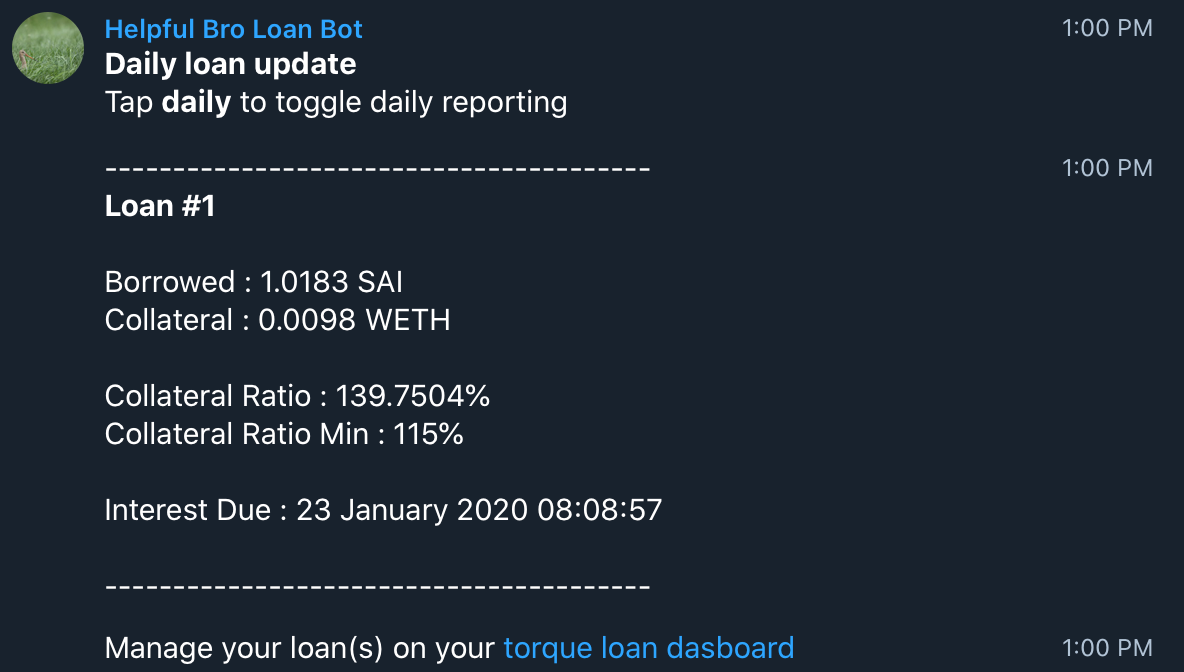 Helpful Bro Loan Bot 1:00 PM
Daily loan update
Tap daily to toggle daily reporting
---------------------------------------- 1:00 PM
Loan #1
Borrowed : 1.0183 SAI
Collateral : 0.0098 WETH
Collateral Ratio : 139.7504%
Collateral Ratio Min : 115%
Interest Due : 23 January 2020 08:08:57
----------------------------------------
Manage your loan(s) on your torque loan dasboard 1:00 PM